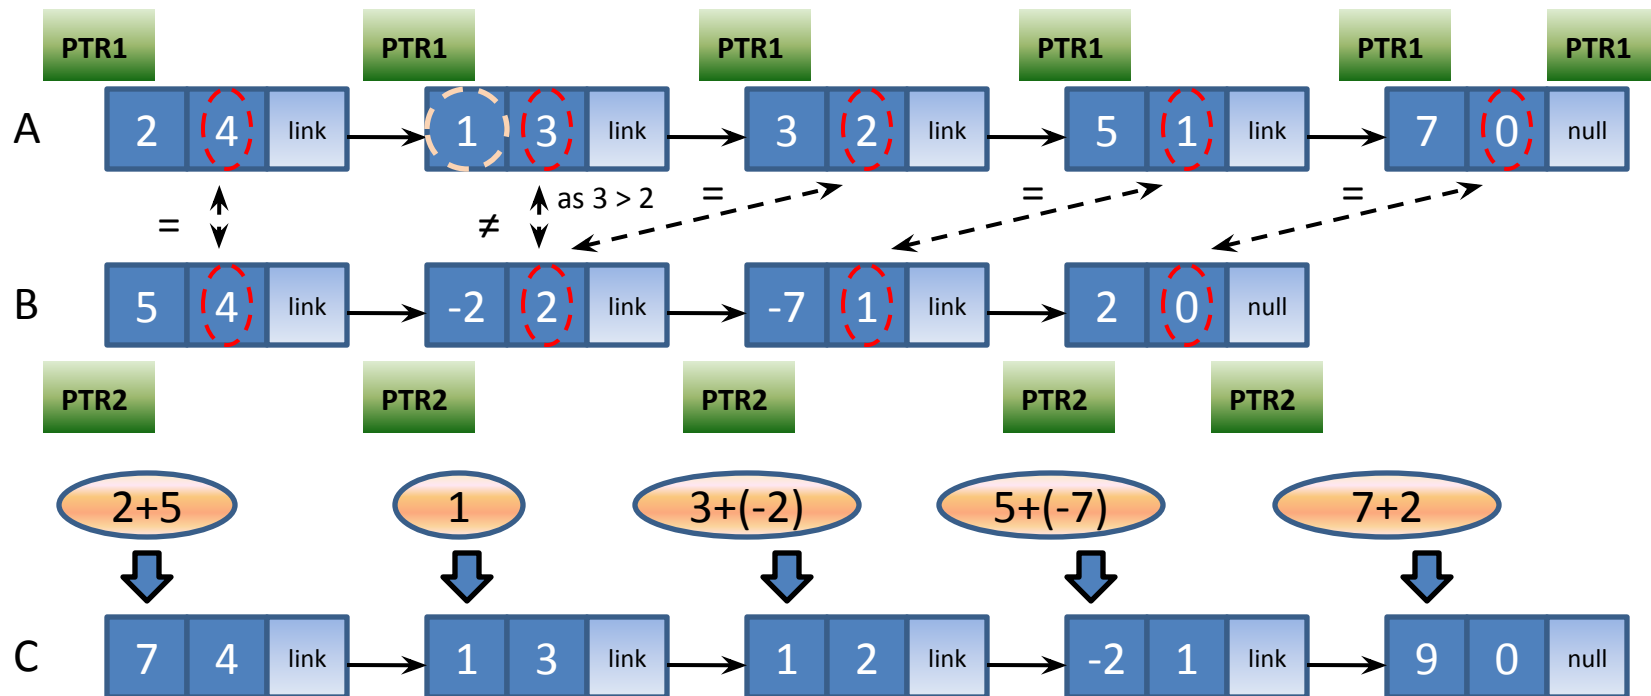 PTR1 PTR1 PTR1 PTR1 PTR1 PTR1
A 2 4 link 1 3 link 3 2 link 5 1 link 7 0 null
= ≠ as 3 > 2 = = =
B 5 4 link -2 2 link -7 1 link 2 0 null
PTR2 PTR2 PTR2 PTR2 PTR2
2+5 1 3+(-2) 5+(-7) 7+2
C 7 4 link 1 3 link 1 2 link -2 1 link 9 0 null